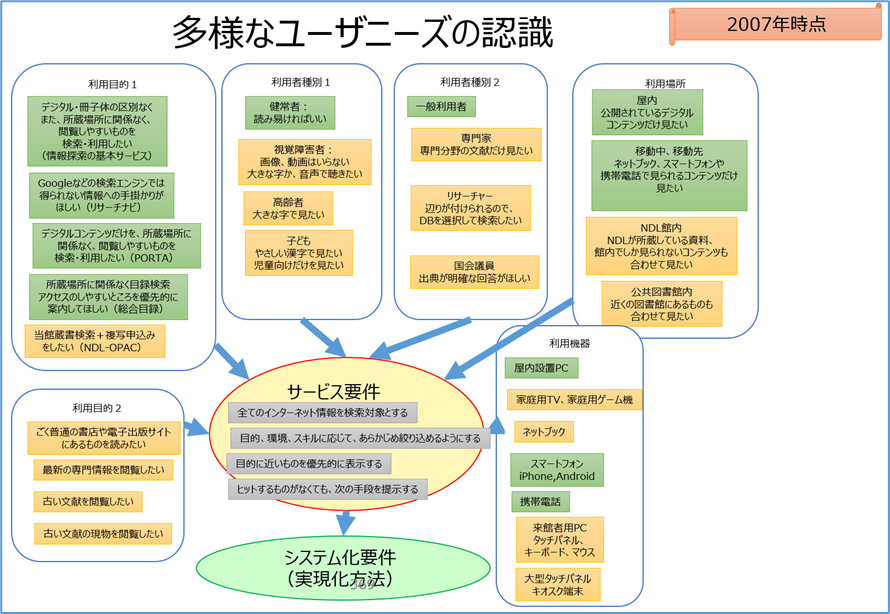 多様なユーザニーズの認識
2007年時点
利用目的1
デジタル・冊子体の区別なく
また、所蔵場所に関係なく、
閲覧しやすいものを
検索・利用したい
(情報探索の基本サービス)
Googleなどの検索エンジンでは
得られない情報への手掛かりが
ほしい(リサーチナビ)
デジタルコンテンツだけを、所蔵場所に
関係なく、閲覧しやすいものを
検索・利用したい(PORTA)
所蔵場所に関係なく目録検索
アクセスのしやすいところを優先的に
案内してほしい(総合目録)
当館蔵書検索+複写申込み
をしたい(NDL-OPAC)
利用者種別1
健常者:
読み易ければいい
視覚障害者:
画像、動画はいらない
大きな字か、音声で聴きたい
高齢者
大きな字で見たい
子ども
やさしい漢字で見たい
児童向けだけを見たい
利用者種別2
一般利用者
専門家
専門分野の文献だけ見たい
リサーチャー
辺りが付けられるので、
DBを選択して検索したい
国会議員
出典が明確な回答がほしい
利用場所
屋内
公開されているデジタル
コンテンツだけ見たい
移動中、移動先
ネットブック、スマートフォンや
携帯電話で見られるコンテンツだけ
見たい
NDL館内
NDLが所蔵している資料、
館内でしか見られないコンテンツも
合わせて見たい
公共図書館内
近くの図書館にあるものも
合わせて見たい
利用目的2
ごく普通の書店や電子出版サイト
にあるものを読みたい
最新の専門情報を閲覧したい
古い文献を閲覧したい
古い文献の現物を閲覧したい
サービス要件
全てのインターネット情報を検索対象とする
目的、環境、スキルに応じて、あらかじめ絞り込めるようにする
目的に近いものを優先的に表示する
ヒットするものがなくても、次の手段を提示する
利用機器
屋内設置PC
家庭用TV、家庭用ゲーム機
ネットブック
スマートフォン
iPhone,Android
携帯電話
来館者用PC
タッチパネル、
キーボード、マウス
大型タッチパネル
キオスク端末
システム化要件
(実現化方法)